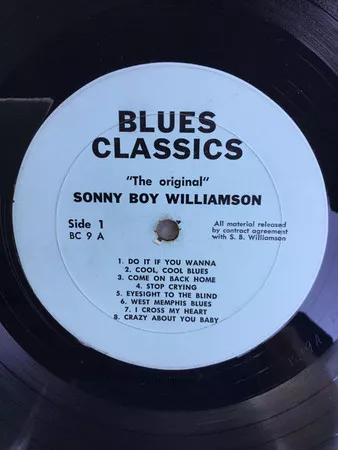 BLUES
CLASSICS
"The original"
SONNY BOY WILLIAMSON
Side 1
BC 9 A
All material released
by contract agreement
with S. B. Williamson
1. DO IT IF YOU WANNA
2. COOL, COOL BLUES
3. COME ON BACK HOME
4. STOP CRYING
5. EYESIGHT TO THE BLIND
6. WEST MEMPHIS BLUES
7. I CROSS MY HEART
8. CRAZY ABOUT YOU BABY